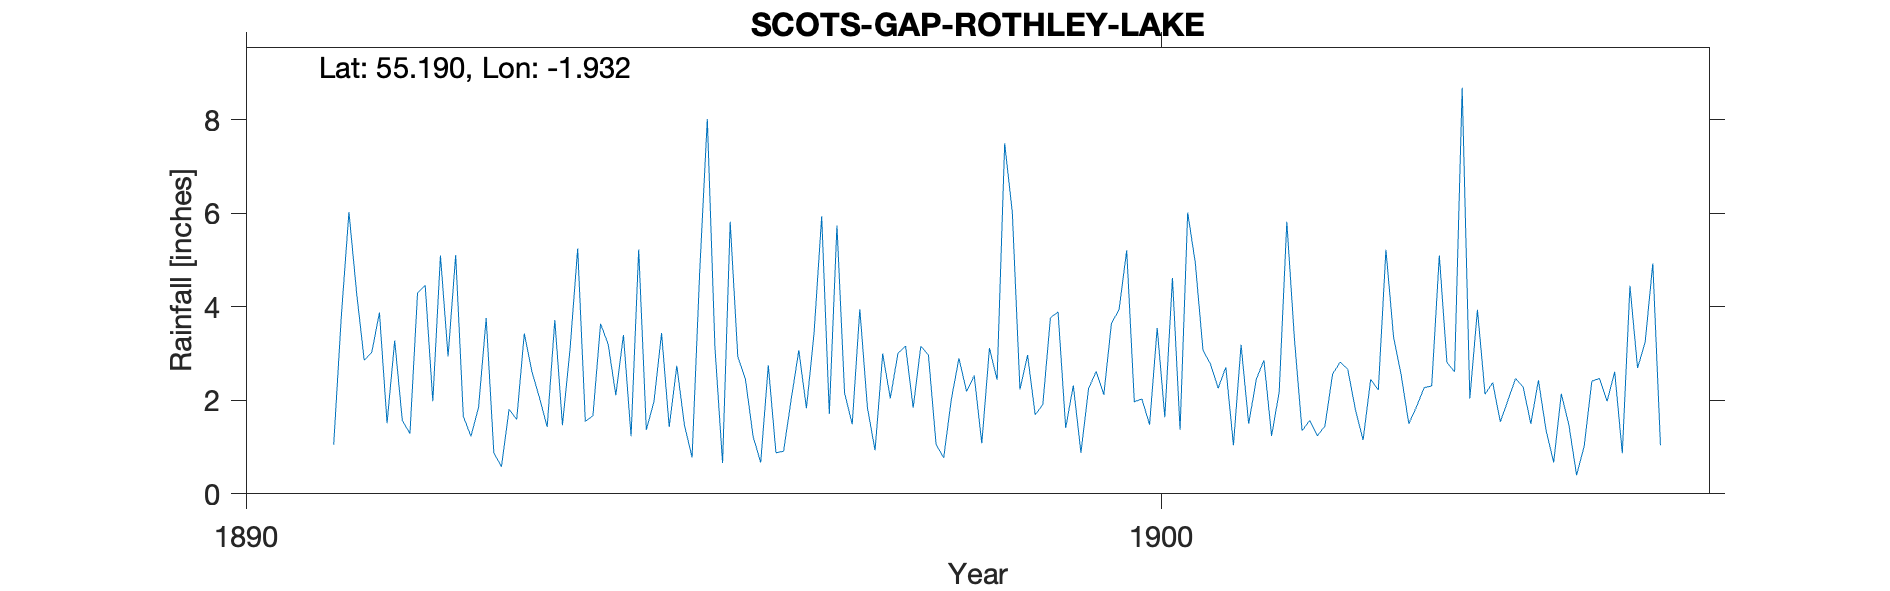 SCOTS-GAP-ROTHLEY-LAKE
Lat: 55.190, Lon: -1.932
8
6
4
2
0
Rainfall [inches]
1890
1900
Year